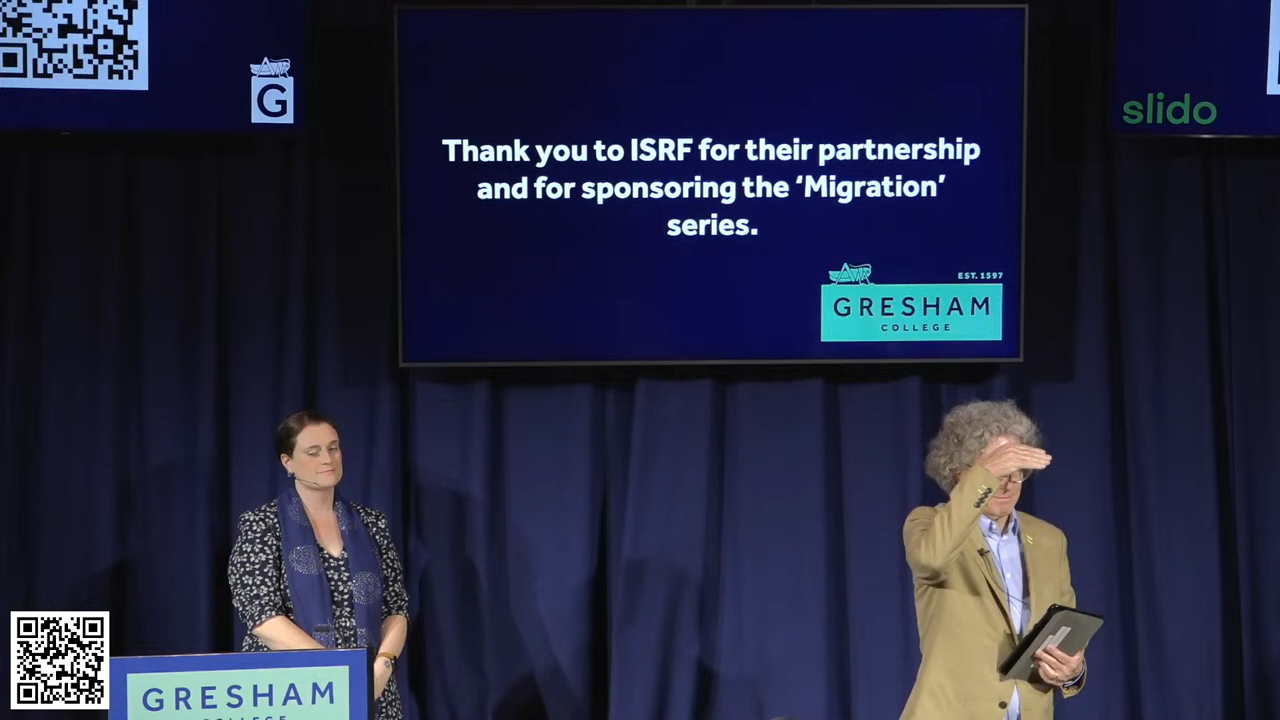 G
slido
Thank you to ISRF for their partnership
and for sponsoring the ‘Migration’
series.
EST. 1597
GRESHAM
COLLEGE
GRESHAM
COLLEGE